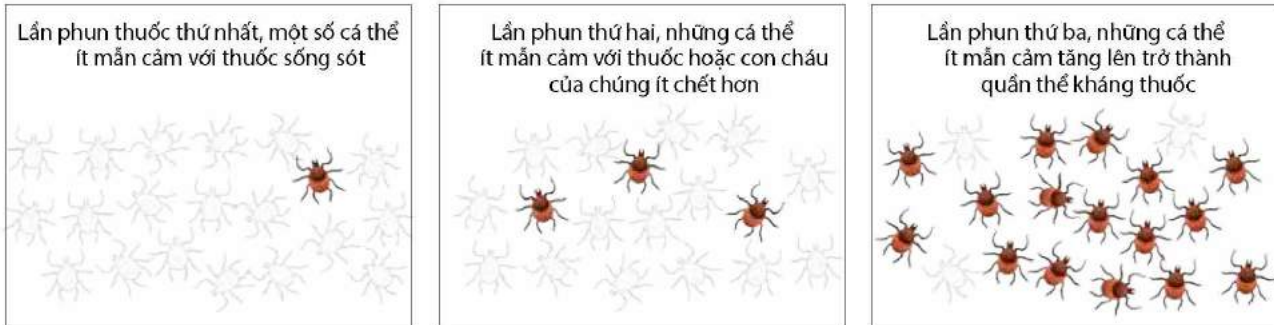 Lần phun thuốc thứ nhất, một số cá thể
ít mẫn cảm với thuốc sống sót
Lần phun thứ hai, những cá thể
ít mẫn cảm với thuốc hoặc con cháu
của chúng ít chết hơn
Lần phun thứ ba, những cá thể
ít mẫn cảm tăng lên trở thành
quần thể kháng thuốc